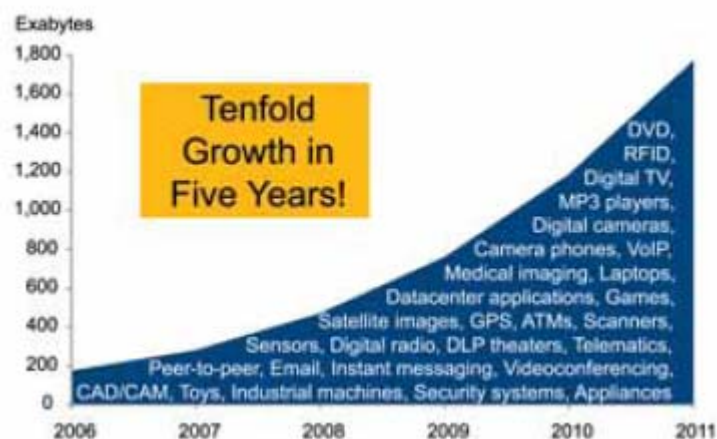 Exabytes
1,800
1,600
1,400
1,200
1,000
800
600
400
200
0
Tenfold
Growth in
Five Years!
DVD,
RFID,
Digital TV,
MP3 players,
Digital cameras,
Camera phones, VoIP,
Medical imaging, Laptops,
Datacenter applications, Games,
Satellite images, GPS, ATMs, Scanners,
Sensors, Digital radio, DLP theaters, Telematics,
Peer-to-peer, Email, Instant messaging, Videoconferencing,
CAD/CAM, Toys, Industrial machines, Security systems, Appliances
2006 2007 2008 2009 2010 2011